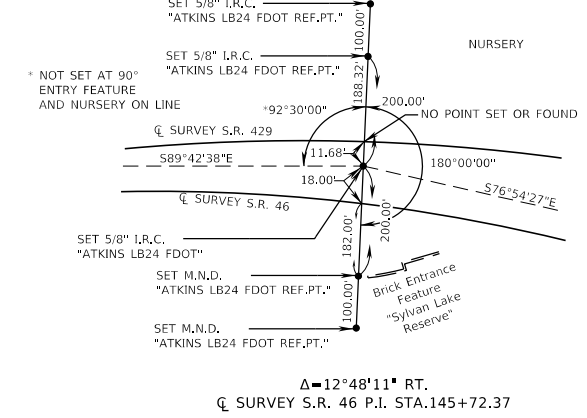 SET 5/8" I.R.C.
"ATKINS LB24 FDOT REF.PT."
100.00'
SET 5/8" I.R.C.
"ATKINS LB24 FDOT REF.PT."
NURSERY
* NOT SET AT 90°
ENTRY FEATURE
AND NURSERY ON LINE
188.32'
200.00'
*92°30'00"
NO POINT SET OR FOUND
℄ SURVEY S.R. 429
S89°42'38"E
11.68'
180°00'00"
18.00'
S76°54'27"E
℄ SURVEY S.R. 46
200.00'
182.00'
SET 5/8" I.R.C.
"ATKINS LB24 FDOT"
SET M.N.D.
"ATKINS LB24 FDOT REF.PT."
Brick Entrance
Feature
"Sylvan Lake
Reserve"
100.00'
SET M.N.D.
"ATKINS LB24 FDOT REF.PT."
Δ=12°48'11" RT.
℄ SURVEY S.R. 46 P.I. STA.145+72.37